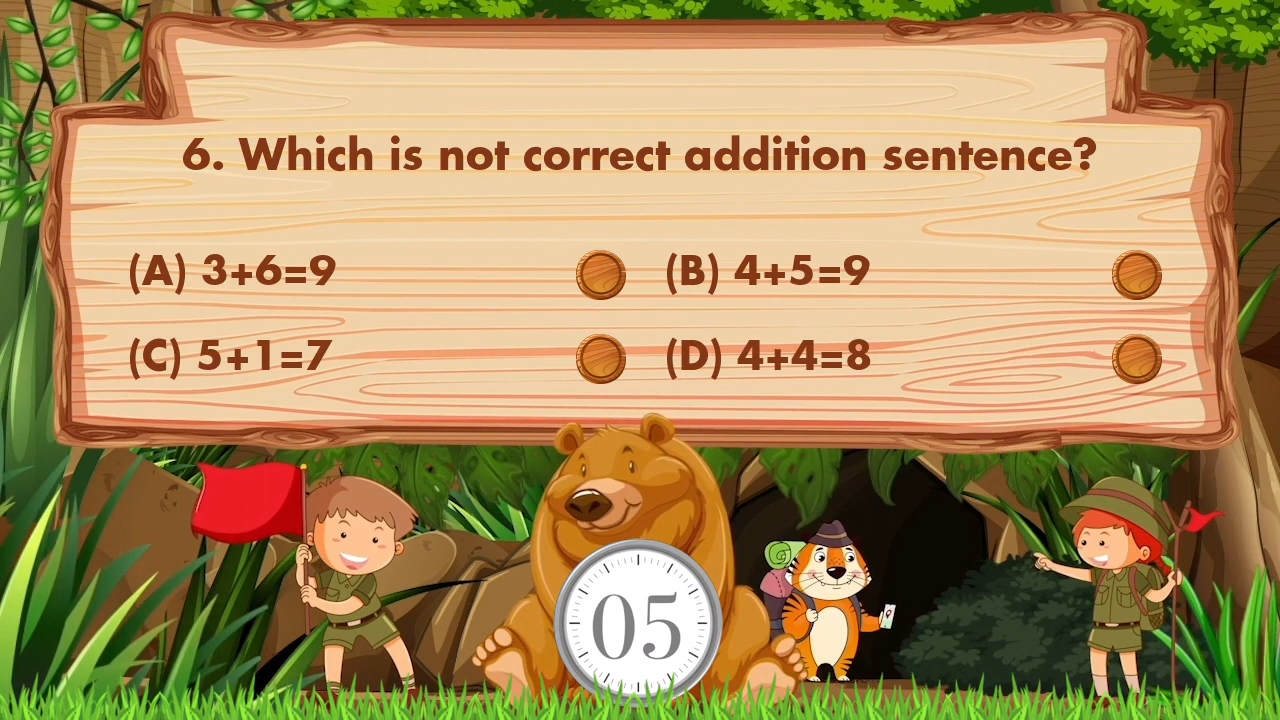 6. Which is not correct addition sentence?
(A) 3+6=9 (B) 4+5=9
(C) 5+1=7 (D) 4+4=8
05